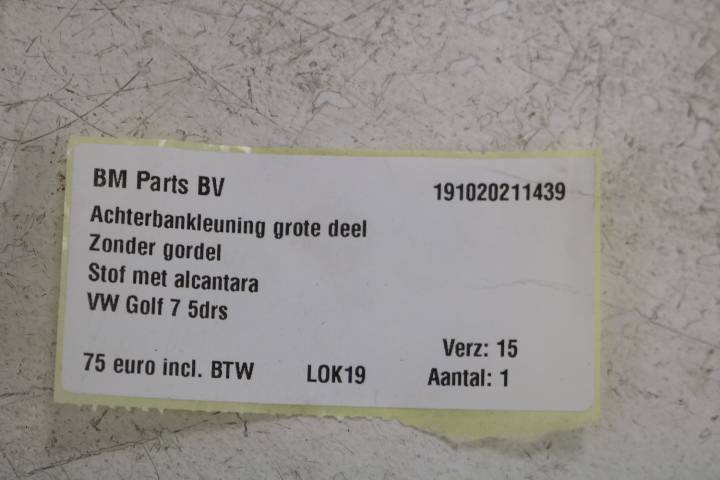 BM Parts BV 191020211439
Achterbankleuning grote deel
Zonder gordel
Stof met alcantara
VW Golf 7 5drs
Verz: 15
75 euro incl. BTW LOK19 Aantal: 1